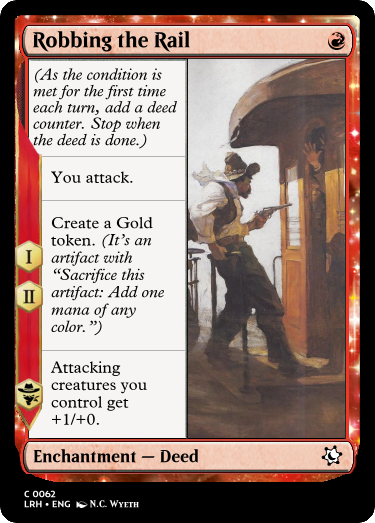 Robbing the Rail
(As the condition is
met for the first time
each turn, add a deed
counter. Stop when
the deed is done.)
You attack.
I
II
Create a Gold
token. (It's an
artifact with
“Sacrifice this
artifact: Add one
mana of any
color.”)
Attacking
creatures you
control get
+1/+0.
Enchantment — Deed
C 0062
LRH • ENG N.C. Wyeth